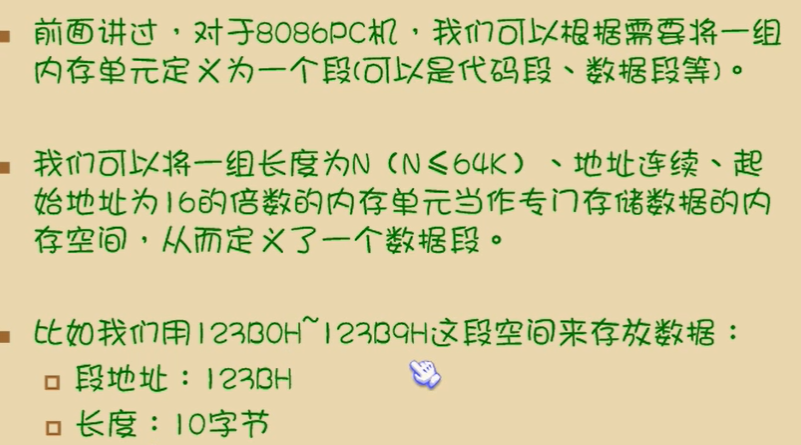 前面讲过，对于8086PC机，我们可以根据需要将一组
内存单元定义为一个段(可以是代码段、数据段等)。
我们可以将一组长度为N（N≤64K）、地址连续、起
始地址为16的倍数的内存单元当作专门存储数据的内
存空间，从而定义了一个数据段。
比如我们用123B0H~123B9H这段空间来存放数据：
段地址：123BH
长度：10字节